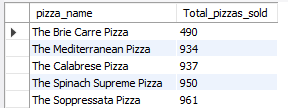 pizza_name Total_pizzas_sold
The Brie Carre Pizza 490
The Mediterranean Pizza 934
The Calabrese Pizza 937
The Spinach Supreme Pizza 950
The Soppressata Pizza 961